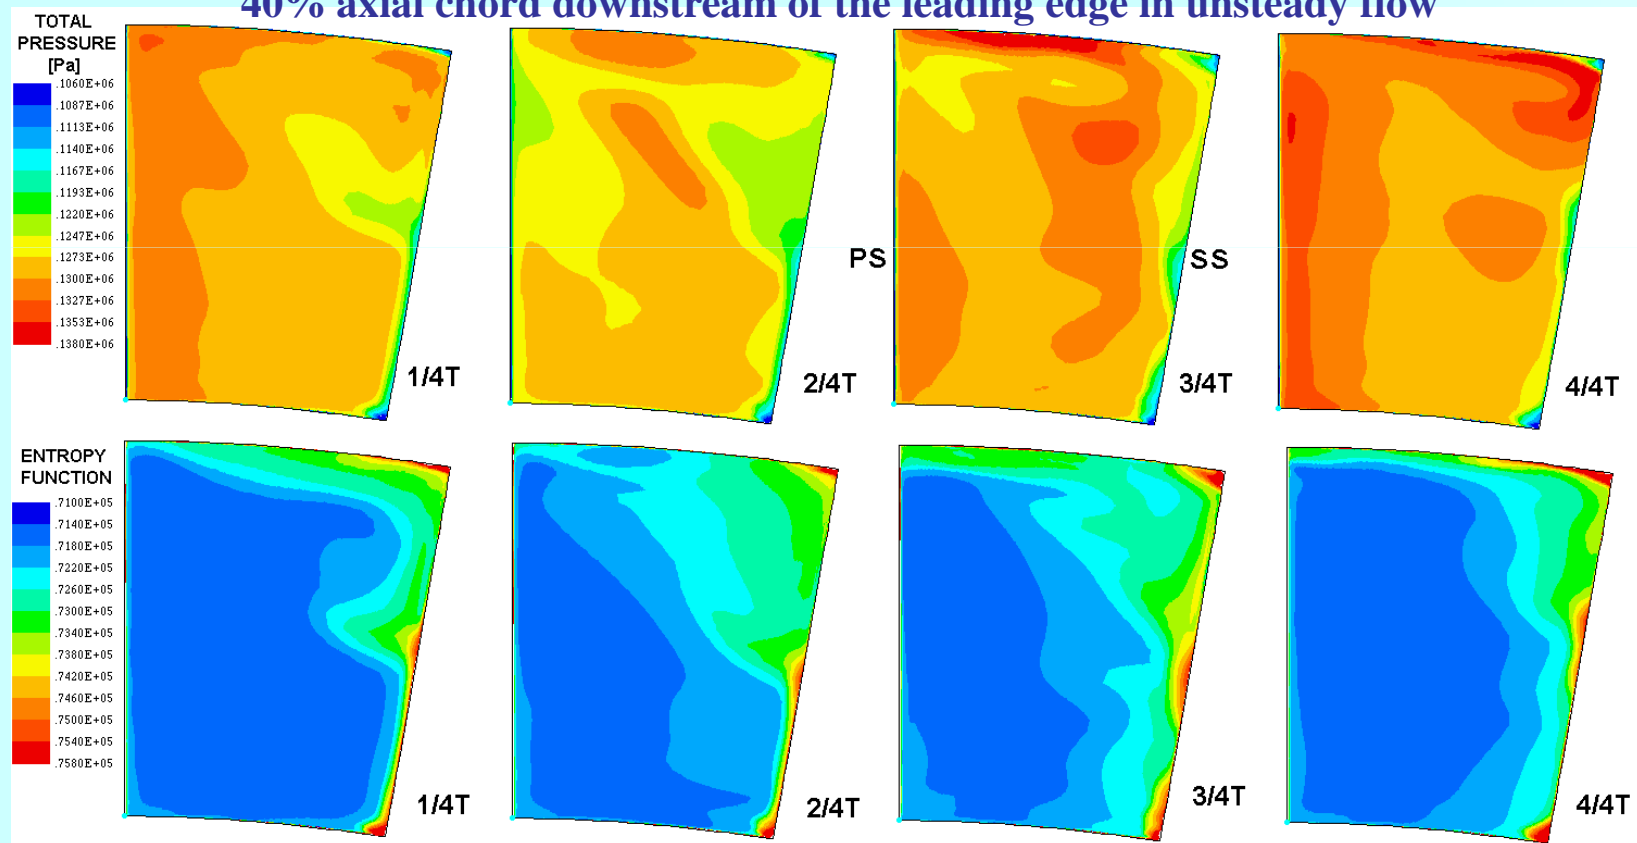 40% axial chord downstream of the leading edge in unsteady flow
TOTAL
PRESSURE
[Pa]
.1060E+06
.1087E+06
.1113E+06
.1140E+06
.1167E+06
.1193E+06
.1220E+06
.1247E+06
.1273E+06
.1300E+06
.1327E+06
.1353E+06
.1380E+06
1/4T
2/4T
PS
SS
3/4T
4/4T
ENTROPY
FUNCTION
.7100E+05
.7140E+05
.7180E+05
.7220E+05
.7260E+05
.7300E+05
.7340E+05
.7380E+05
.7420E+05
.7460E+05
.7500E+05
.7540E+05
.7580E+05
1/4T
2/4T
3/4T
4/4T